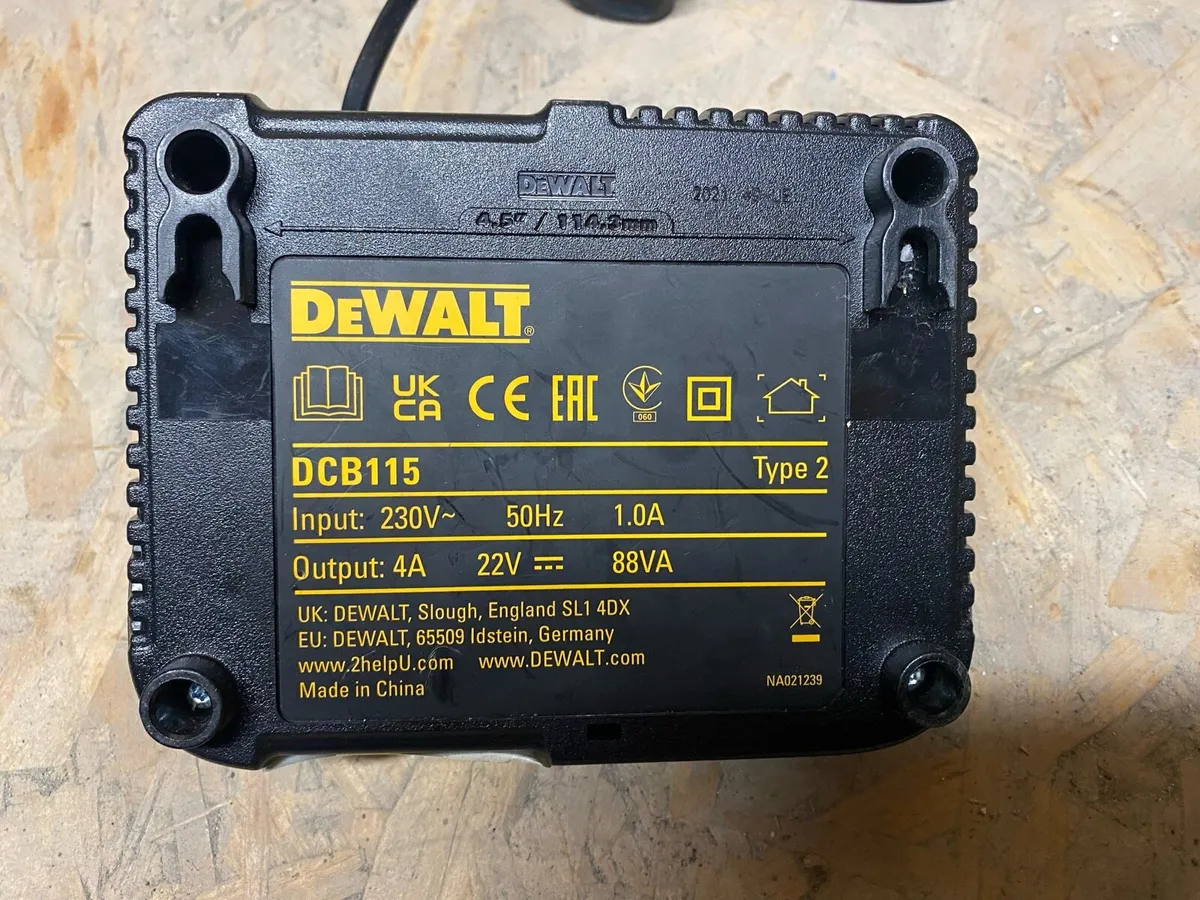 DEWALT
2021
4.5" / 114.3mm
DEWALT®
UK CA CE EAC
060
DCB115 Type 2
Input: 230V~ 50Hz 1.0A
Output: 4A 22V 88VA
UK: DEWALT, Slough, England SL1 4DX
EU: DEWALT, 65509 Idstein, Germany
www.2helpU.com www.DEWALT.com
Made in China
NA021239